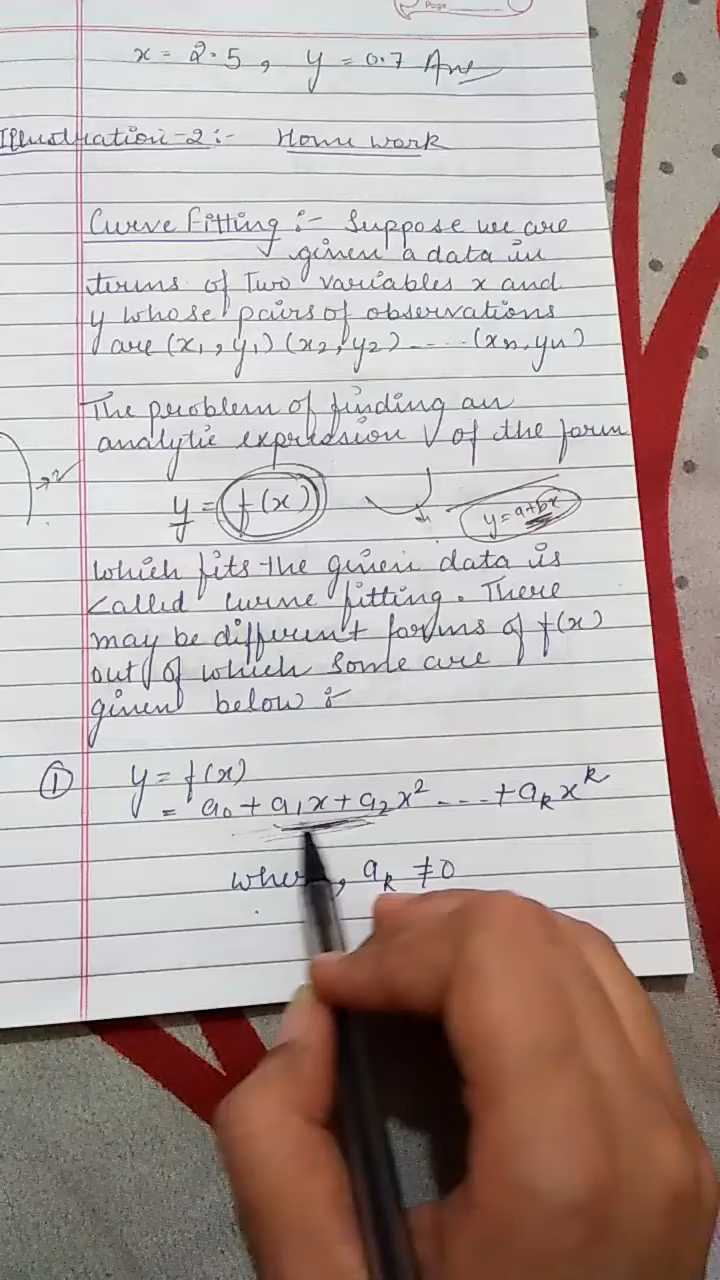 Page
x = 2.5, y = 0.7 Ans
Illustration-2:- Home work
Curve Fitting :- Suppose we are
given a data in
terms of Two variables x and
y whose pairs of observations
are (x₁, y₁) (x₂, y₂) ---- (xn, yn)
The problem of finding an
analytic expression of the form
y = f(x) y = a+bx
which fits the given data is
called curve fitting. There
may be different forms of f(x)
out of which some are
given below :-
① y = f(x)
= a₀ + a₁x + a₂x² --- + aₖxᵏ
where, aₖ ≠ 0